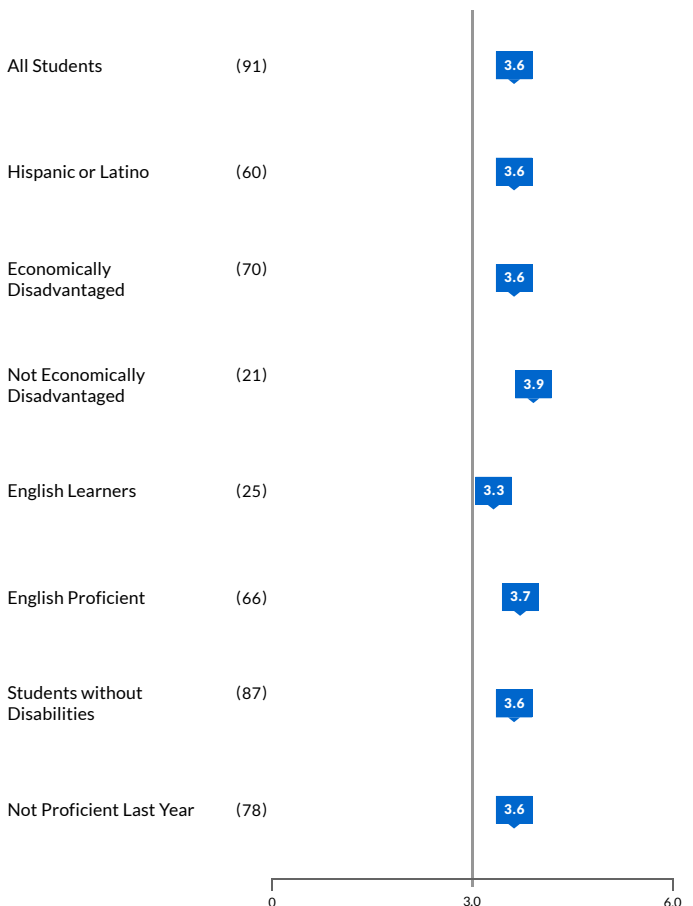 All Students (91) 3.6
Hispanic or Latino (60) 3.6
Economically (70)
Disadvantaged 3.6
Not Economically (21)
Disadvantaged 3.9
English Learners (25) 3.3
English Proficient (66) 3.7
Students without (87)
Disabilities 3.6
Not Proficient Last Year (78) 3.6
0 3.0 6.0